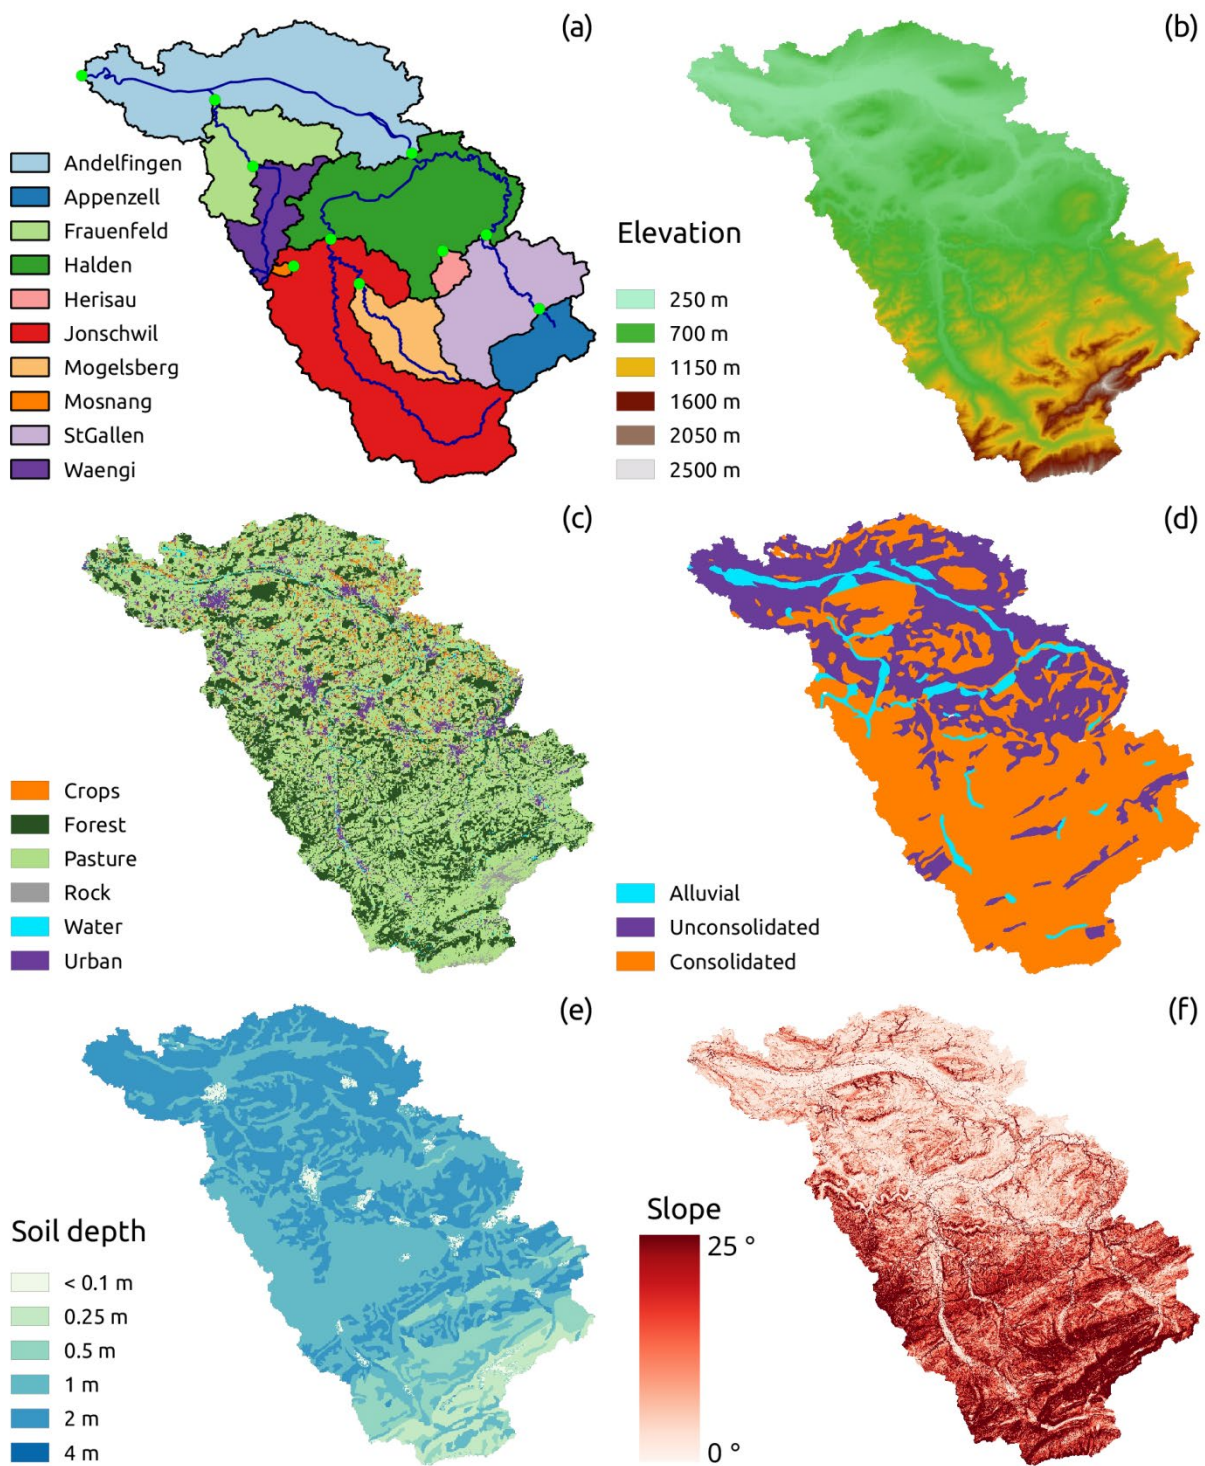 (a)
Andelfingen
Appenzell
Frauenfeld
Halden
Herisau
Jonschwil
Mogelsberg
Mosnang
StGallen
Waengi
(b)
Elevation
250 m
700 m
1150 m
1600 m
2050 m
2500 m
(c)
Crops
Forest
Pasture
Rock
Water
Urban
(d)
Alluvial
Unconsolidated
Consolidated
(e)
Soil depth
< 0.1 m
0.25 m
0.5 m
1 m
2 m
4 m
(f)
Slope
25 °
0 °